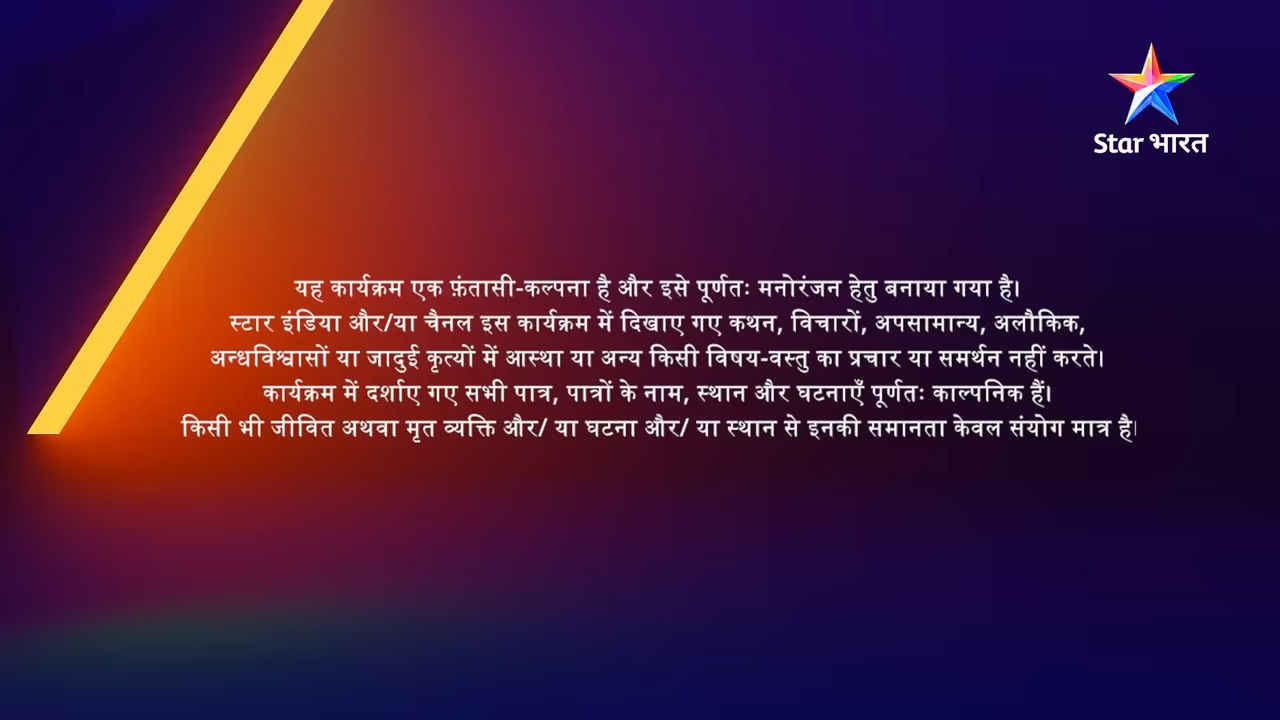 Star भारत
यह कार्यक्रम एक फ़ंतासी-कल्पना है और इसे पूर्णतः मनोरंजन हेतु बनाया गया है।
स्टार इंडिया और/या चैनल इस कार्यक्रम में दिखाए गए कथन, विचारों, अपसामान्य, अलौकिक,
अन्धविश्वासों या जादुई कृत्यों में आस्था या अन्य किसी विषय-वस्तु का प्रचार या समर्थन नहीं करते।
कार्यक्रम में दर्शाए गए सभी पात्र, पात्रों के नाम, स्थान और घटनाएँ पूर्णतः काल्पनिक हैं।
किसी भी जीवित अथवा मृत व्यक्ति और/ या घटना और/ या स्थान से इनकी समानता केवल संयोग मात्र है।